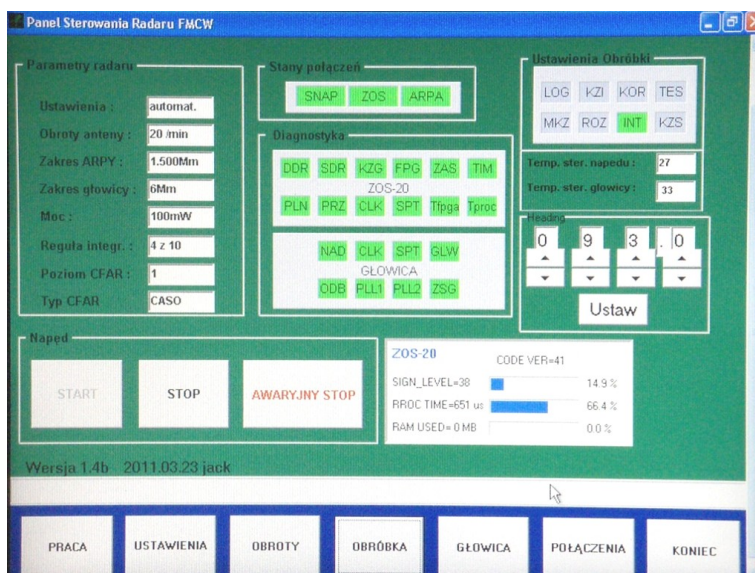 Panel Sterowania Radaru FMCW
Parametry radaru
Ustawienia : automat.
Obroty anteny : 20 /min
Zakres ARPY : 1.500Mm
Zakres głowicy : 6Mm
Moc : 100mW
Reguła integr. : 4 z 10
Poziom CFAR : 1
Typ CFAR CASO
Stany połączeń
SNAP ZOS ARPA
Diagnostyka
DDR SDR KZG FPG ZAS TIM
ZOS-20
PLN PRZ CLK SPT Tfpga Tproc
NAD CLK SPT GLW
GŁOWICA
ODB PLL1 PLL2 ZSG
Ustawienia Obróbki
LOG KZI KOR TES
MKZ ROZ INT KZS
Temp. ster. napedu : 27
Temp. ster. glowicy : 33
Heading
0 9 3 . 0
Ustaw
Napęd
START STOP AWARYJNY STOP
ZOS-20 CODE VER=41
SIGN_LEVEL=38 14.9 %
RROC TIME=651 us 66.4 %
RAM USED= 0 MB 0.0 %
Wersja 1.4b 2011.03.23 jack
PRACA USTAWIENIA OBROTY OBRÓBKA GŁOWICA POŁĄCZENIA KONIEC